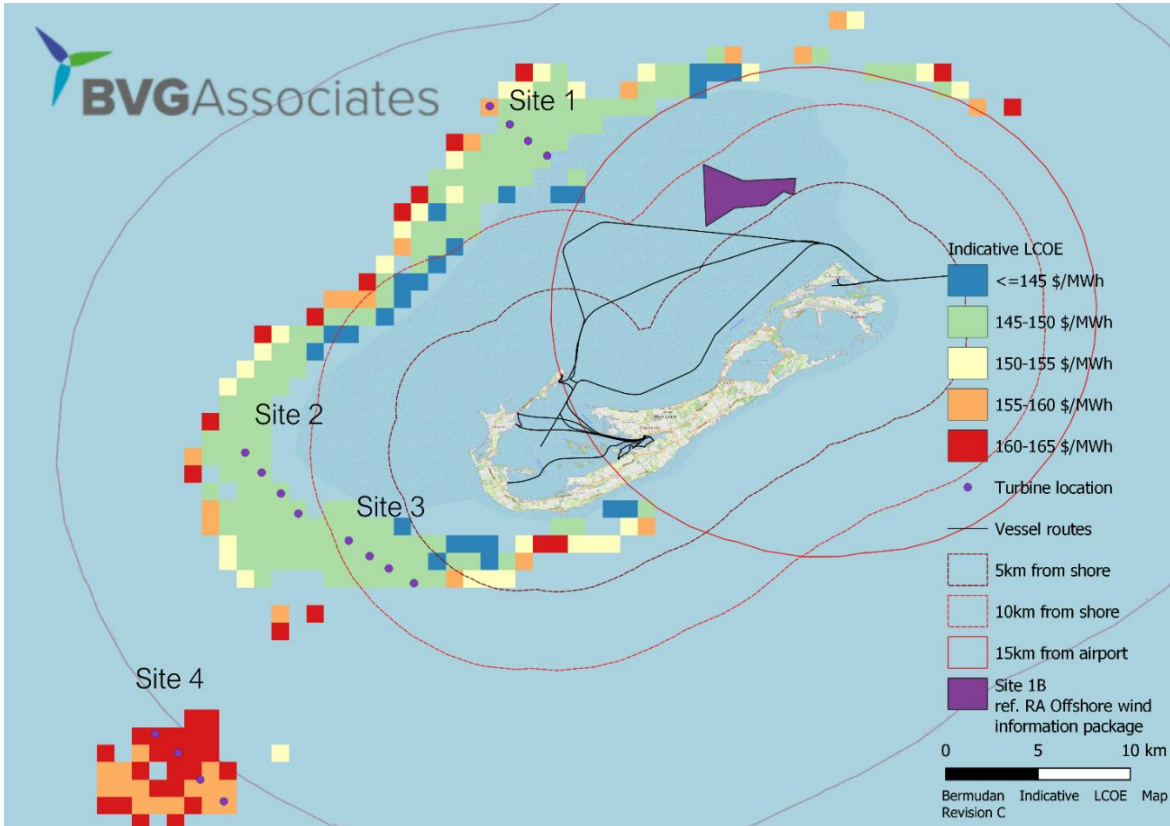 BVGAssociates
Site 1
Site 2
Site 3
Site 4
Indicative LCOE
<=145 $/MWh
145-150 $/MWh
150-155 $/MWh
155-160 $/MWh
160-165 $/MWh
Turbine location
Vessel routes
5km from shore
10km from shore
15km from airport
Site 1B
ref. RA Offshore wind
information package
0 5 10 km
Bermudan Indicative LCOE Map
Revision C